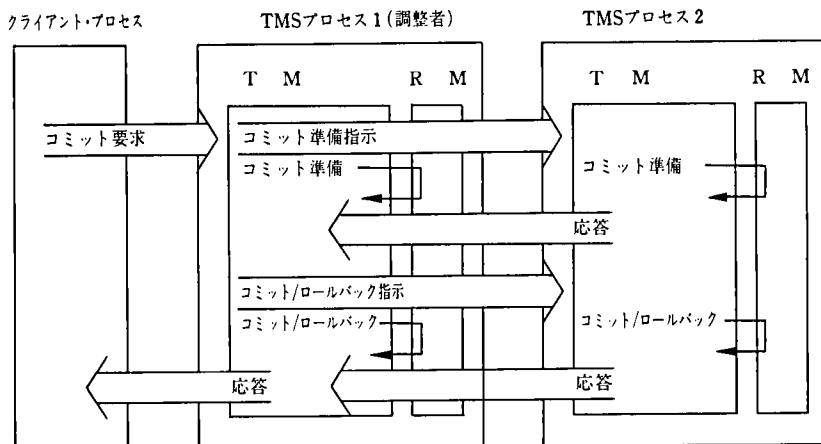 クライアント・プロセス
TMSプロセス1(調整者)
TMSプロセス2
T M
R M
T M
R M
コミット要求
コミット準備指示
コミット準備
コミット準備
応答
コミット/ロールバック指示
コミット/ロールバック
コミット/ロールバック
応答
応答